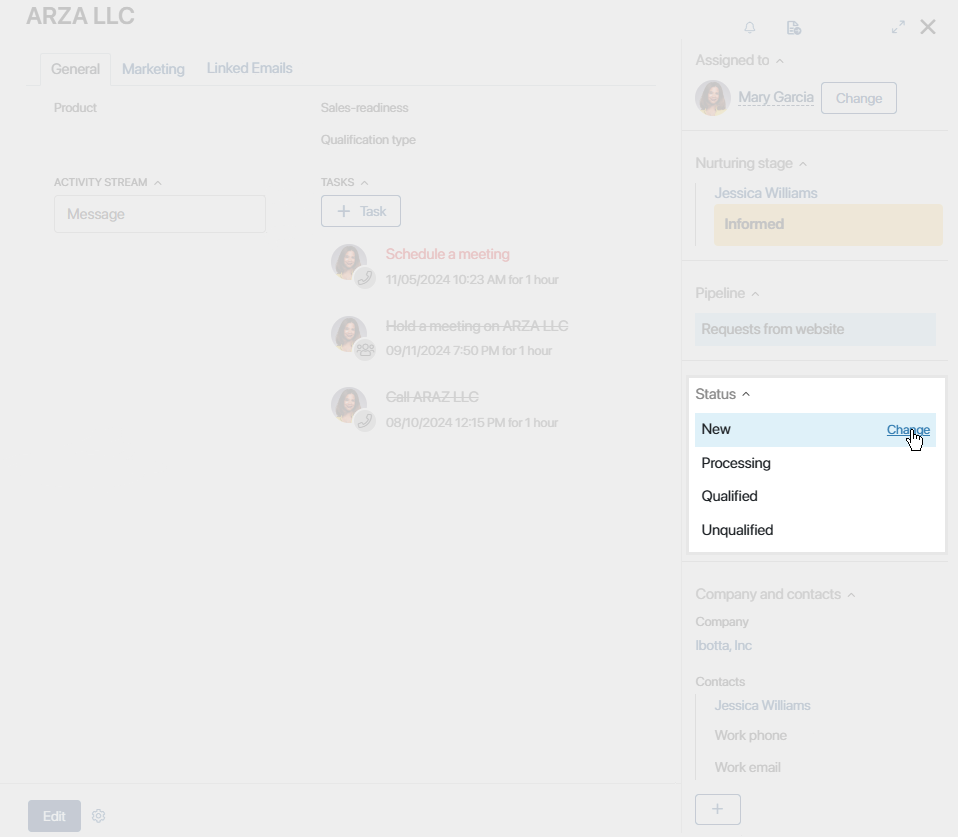 ARZA LLC
General
Marketing
Linked Emails
Product
Sales-readiness
Qualification type
ACTIVITY STREAM
Message
TASKS
+ Task
Schedule a meeting
11/05/2024 10:23 AM for 1 hour
Hold a meeting on ARZA LLC
09/11/2024 7:50 PM for 1 hour
Call ARAZ LLC
08/10/2024 12:15 PM for 1 hour
Edit
Assigned to
Mary Garcia
Change
Nurturing stage
Jessica Williams
Informed
Pipeline
Requests from website
Status
New
Change
Processing
Qualified
Unqualified
Company and contacts
Company
Ibotta, Inc
Contacts
Jessica Williams
Work phone
Work email
+